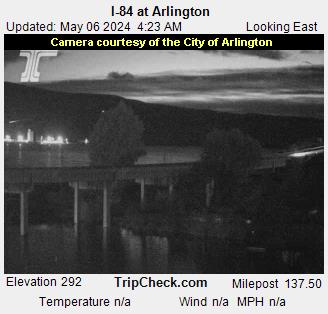 I-84 at Arlington
Updated: May 06 2024 4:23 AM Looking East
Camera courtesy of the City of Arlington
Elevation 292 TripCheck.com Milepost 137.50
Temperature n/a Wind n/a MPH n/a